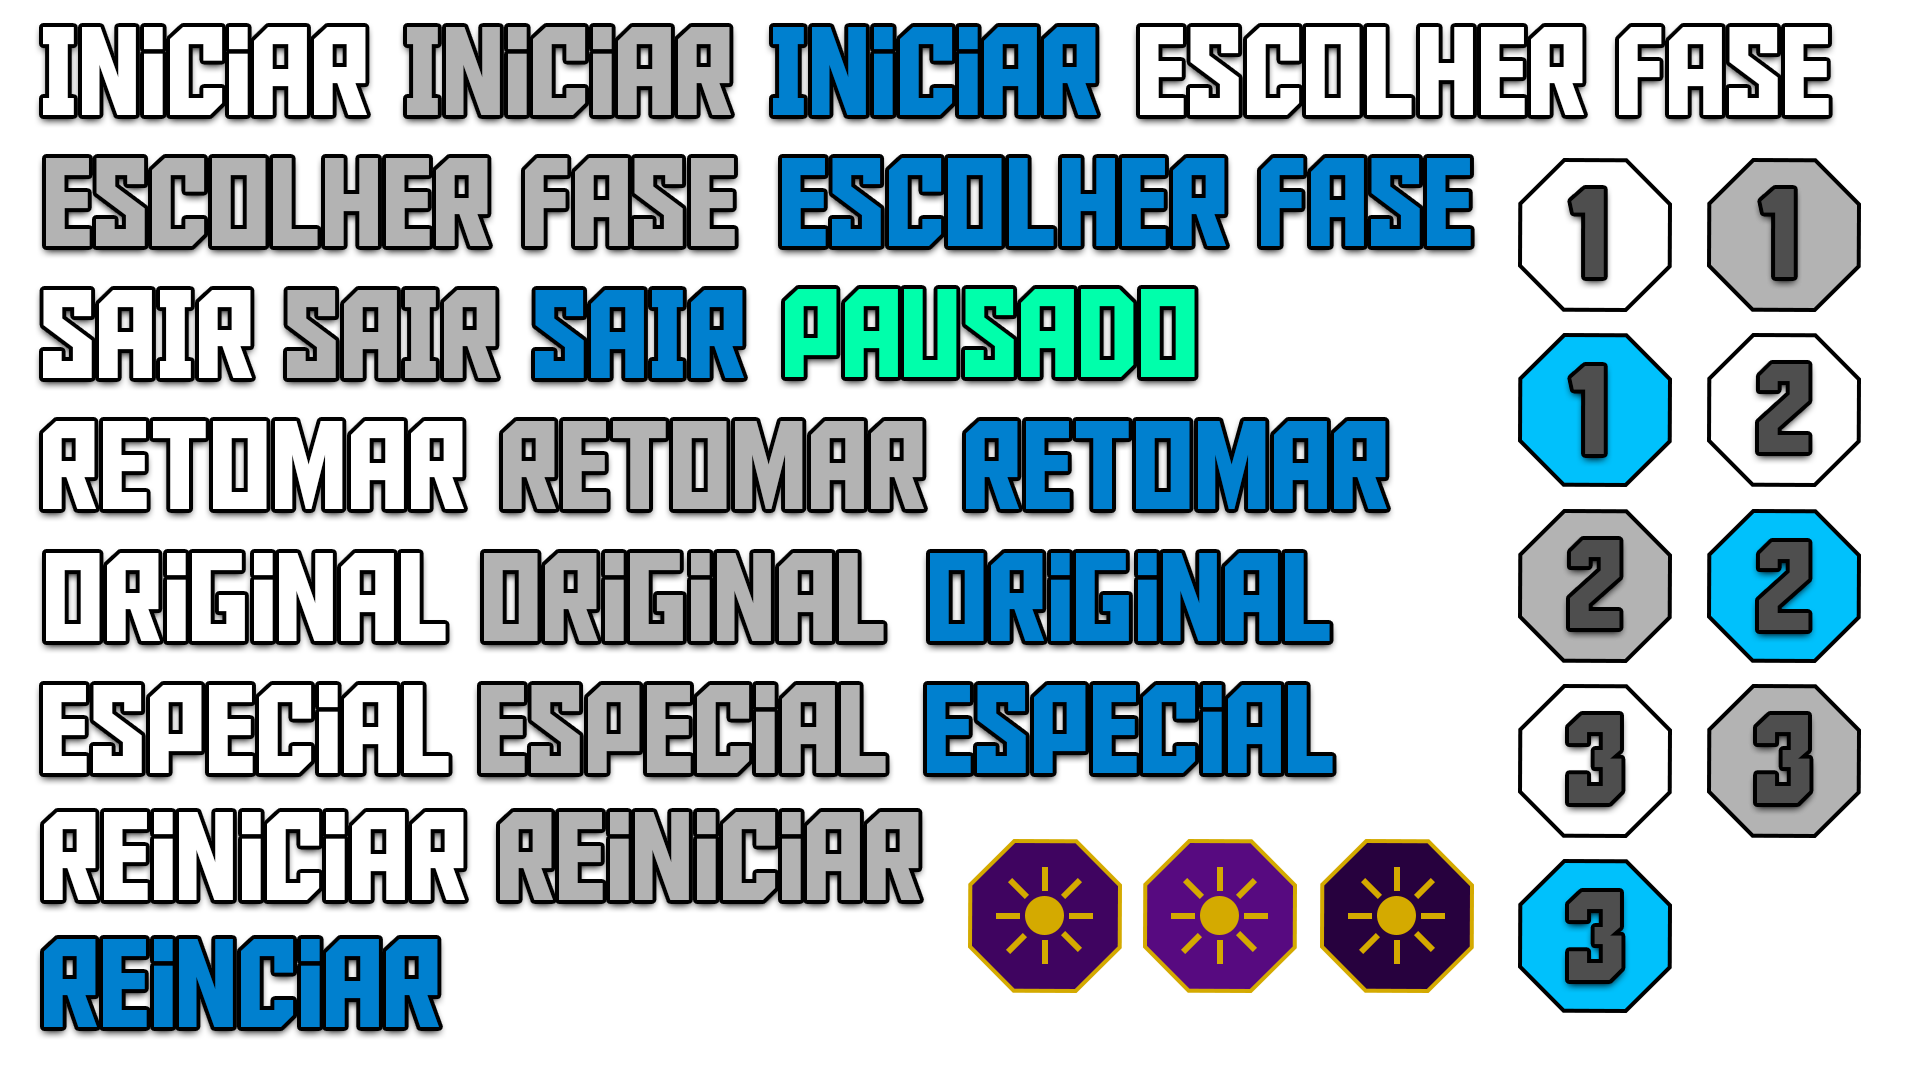 INiCiAR INiCiAR INiCiAR ESCOLHER FASE
ESCOLHER FASE ESCOLHER FASE 1 1
SAIR SAIR SAIR PAUSADO 1 2
RETOMAR RETOMAR RETOMAR
ORiGiNAL ORiGiNAL ORiGiNAL 2 2
ESPECiAL ESPECiAL ESPECiAL 3 3
REiNiCiAR REiNiCiAR
REiNCiAR 3